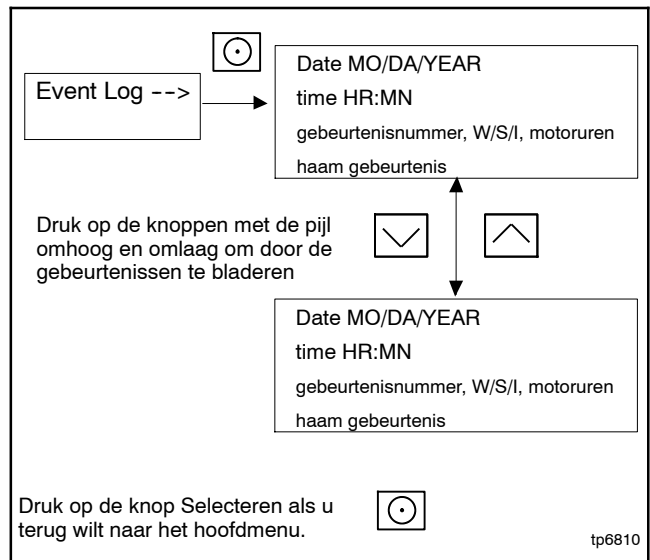 Event Log -->
Date MO/DA/YEAR
time HR:MN
gebeurtenisnummer, W/S/I, motoruren
haam gebeurtenis
Druk op de knoppen met de pijl
omhoog en omlaag om door de
gebeurtenissen te bladeren
Date MO/DA/YEAR
time HR:MN
gebeurtenisnummer, W/S/I, motoruren
haam gebeurtenis
Druk op de knop Selecteren als u
terug wilt naar het hoofdmenu.
tp6810